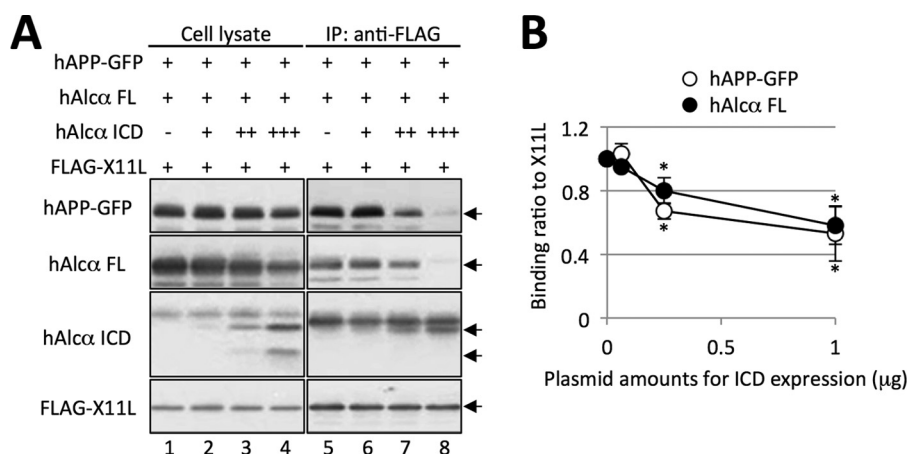 A
Cell lysate IP: anti-FLAG
hAPP-GFP + + + + + + + +
hAlcα FL + + + + + + + +
hAlcα ICD - + ++ +++ - + ++ +++
FLAG-X11L + + + + + + + +
hAPP-GFP
hAlcα FL
hAlcα ICD
FLAG-X11L
1 2 3 4 5 6 7 8
B
hAPP-GFP
hAlcα FL
Binding ratio to X11L
1.2
0.8
0.4
0
* *
* *
0 0.5 1
Plasmid amounts for ICD expression (μg)